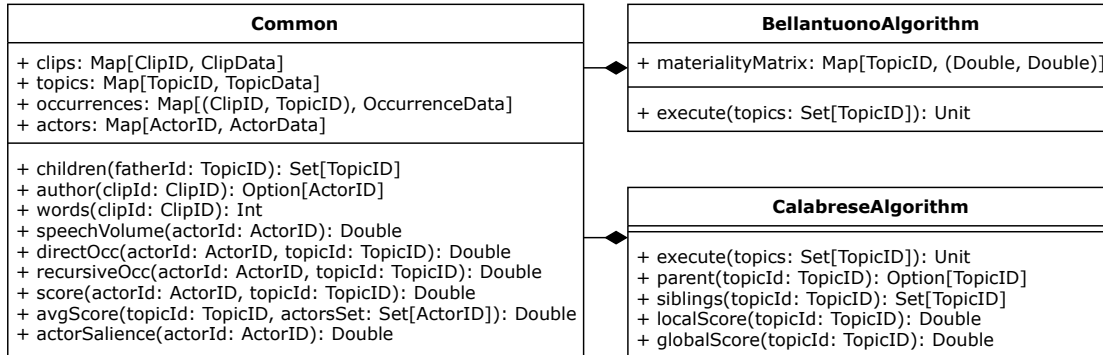 Common
+ clips: Map[ClipID, ClipData]
+ topics: Map[TopicID, TopicData]
+ occurrences: Map[(ClipID, TopicID), OccurrenceData]
+ actors: Map[ActorID, ActorData]
+ children(fatherId: TopicID): Set[TopicID]
+ author(clipId: ClipID): Option[ActorID]
+ words(clipId: ClipID): Int
+ speechVolume(actorId: ActorID): Double
+ directOcc(actorId: ActorID, topicId: TopicID): Double
+ recursiveOcc(actorId: ActorID, topicId: TopicID): Double
+ score(actorId: ActorID, topicId: TopicID): Double
+ avgScore(topicId: TopicID, actorsSet: Set[ActorID]): Double
+ actorSalience(actorId: ActorID): Double
BellantuonoAlgorithm
+ materialityMatrix: Map[TopicID, (Double, Double)]
+ execute(topics: Set[TopicID]): Unit
CalabreseAlgorithm
+ execute(topics: Set[TopicID]): Unit
+ parent(topicId: TopicID): Option[TopicID]
+ siblings(topicId: TopicID): Set[TopicID]
+ localScore(topicId: TopicID): Double
+ globalScore(topicId: TopicID): Double